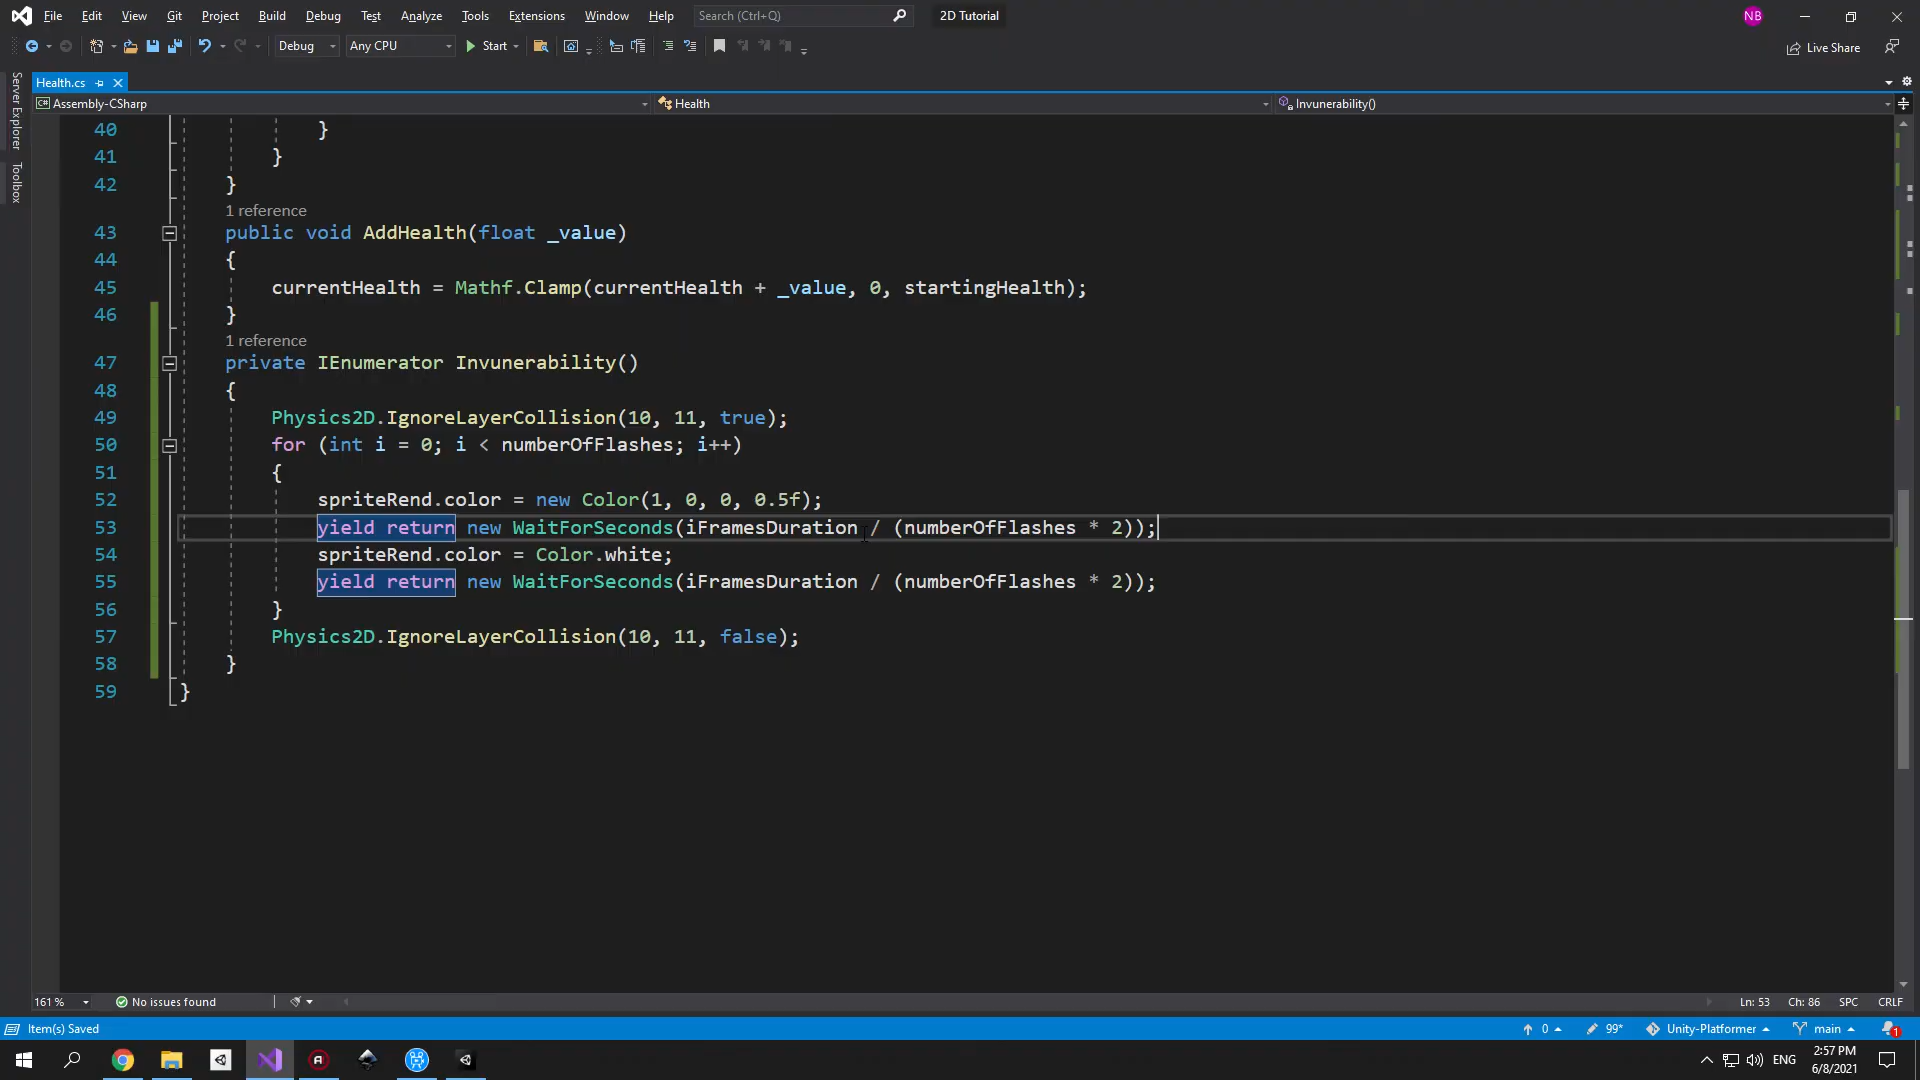 File Edit View Git Project Build Debug Test Analyze Tools Extensions Window Help Search (Ctrl+Q) 2D Tutorial NB
Debug Any CPU Start Live Share
Server Explorer
Toolbox
Health.cs
C# Assembly-CSharp Health Invunerability()
40 }
41 }
42 }
1 reference
43 public void AddHealth(float _value)
44 {
45 currentHealth = Mathf.Clamp(currentHealth + _value, 0, startingHealth);
46 }
1 reference
47 private IEnumerator Invunerability()
48 {
49 Physics2D.IgnoreLayerCollision(10, 11, true);
50 for (int i = 0; i < numberOfFlashes; i++)
51 {
52 spriteRend.color = new Color(1, 0, 0, 0.5f);
53 yield return new WaitForSeconds(iFramesDuration / (numberOfFlashes * 2));
54 spriteRend.color = Color.white;
55 yield return new WaitForSeconds(iFramesDuration / (numberOfFlashes * 2));
56 }
57 Physics2D.IgnoreLayerCollision(10, 11, false);
58 }
59 }
161 % No issues found Ln: 53 Ch: 86 SPC CRLF
Item(s) Saved 0 99* Unity-Platformer main 1
ENG 2:57 PM
6/8/2021